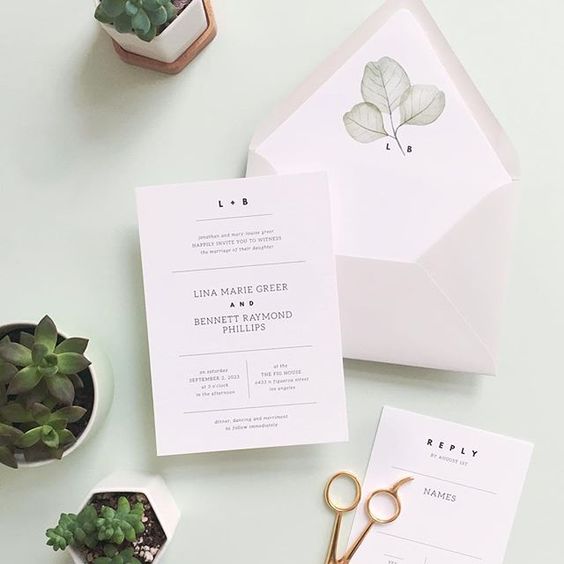 L + B
jonathan and mary-louise greer
HAPPILY INVITE YOU TO WITNESS
the marriage of their daughter
LINA MARIE GREER
AND
BENNETT RAYMOND
PHILLIPS
on saturday
SEPTEMBER 2, 2023
at 5 o'clock
in the evening
at the
THE FIG HOUSE
6433 n figueroa street
los angeles
dinner, dancing and merriment
to follow immediately
L B
REPLY
BY AUGUST 1ST
NAMES